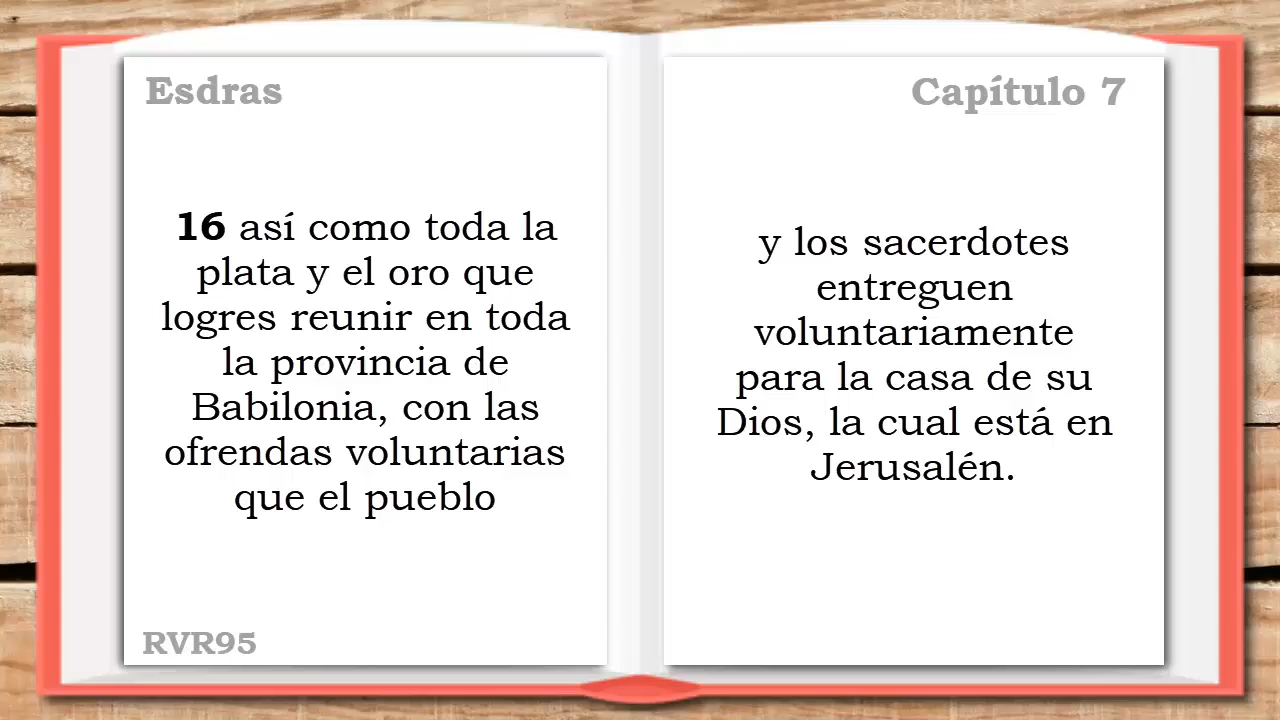 Esdras
16 así como toda la
plata y el oro que
logres reunir en toda
la provincia de
Babilonia, con las
ofrendas voluntarias
que el pueblo
RVR95
Capítulo 7
y los sacerdotes
entreguen
voluntariamente
para la casa de su
Dios, la cual está en
Jerusalén.